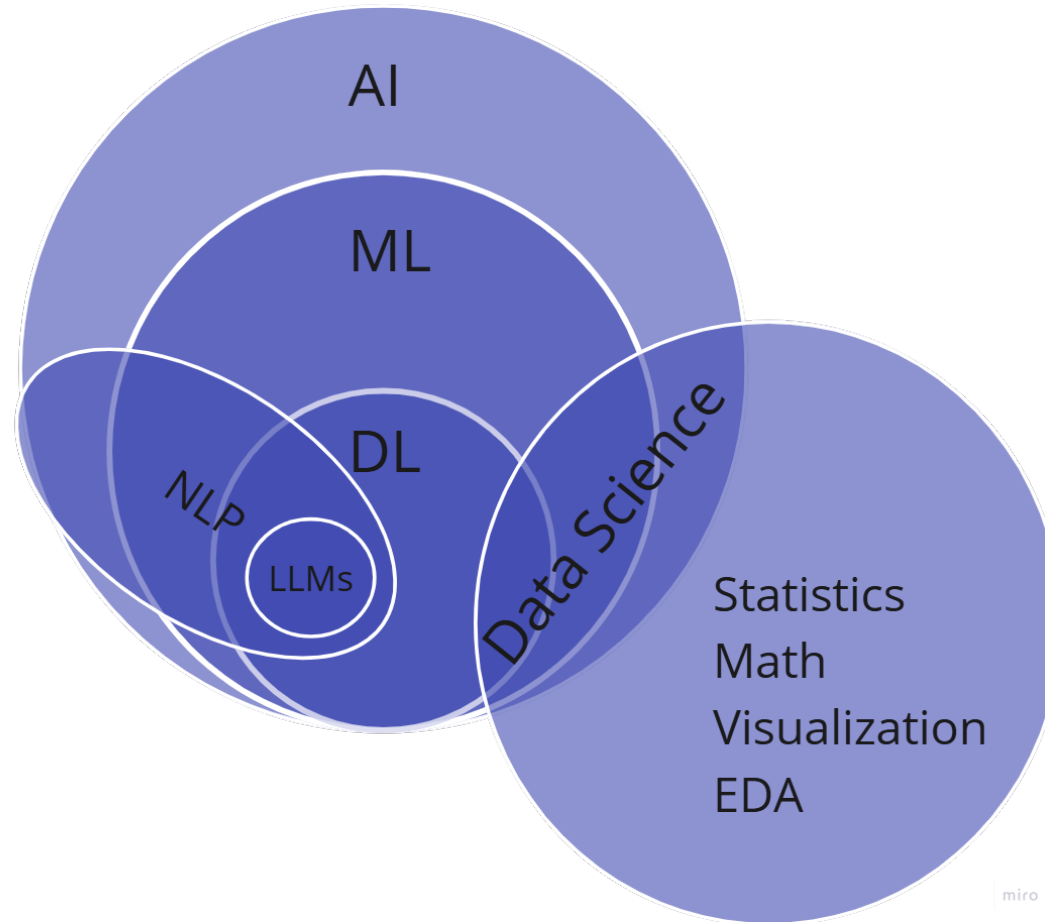 AI
ML
DL
NLP
LLMs
Data Science
Statistics
Math
Visualization
EDA
miro